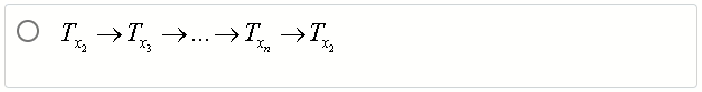 T_{x_2} → T_{x_3} → ... → T_{x_n} → T_{x_2}